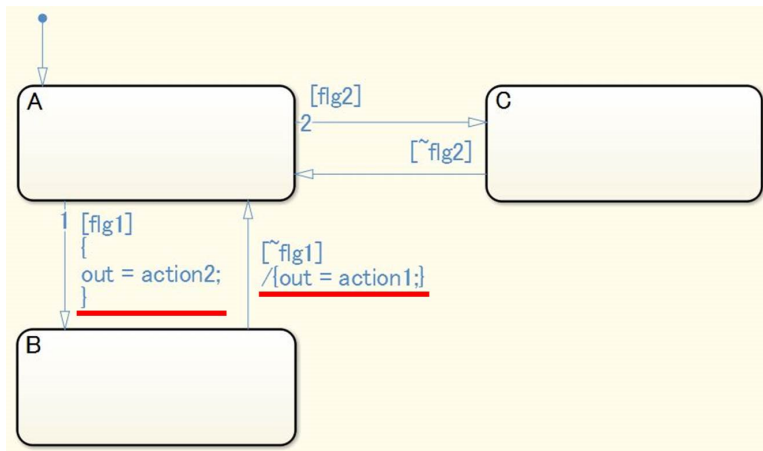 A
[flg2]
2
C
[~flg2]
1
[flg1]
{
out = action2;
}
[~flg1]
/{out = action1;}
B